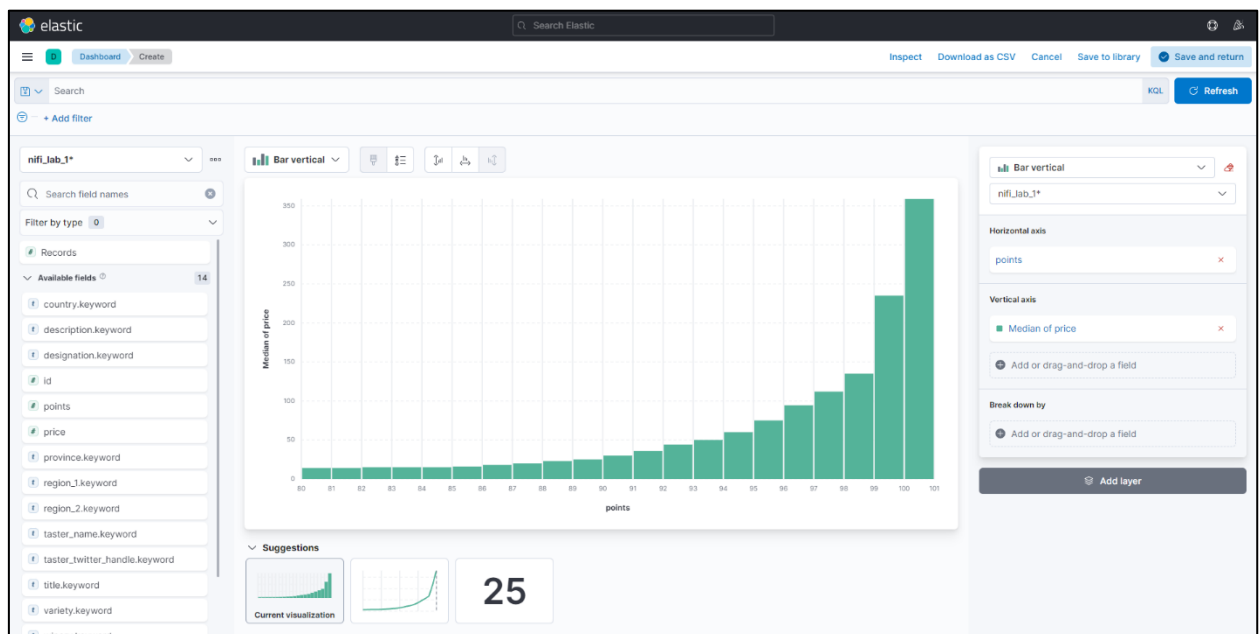 elastic
Search Elastic
D
Dashboard
Create
Inspect
Download as CSV
Cancel
Save to library
Save and return
Search
KQL
Refresh
+ Add filter
nifi_lab_1*
Search field names
Filter by type 0
# Records
Available fields
14
t country.keyword
t description.keyword
t designation.keyword
# id
# points
# price
t province.keyword
t region_1.keyword
t region_2.keyword
t taster_name.keyword
t taster_twitter_handle.keyword
t title.keyword
t variety.keyword
Bar vertical
Median of price
350
300
250
200
150
100
50
0
80 81 82 83 84 85 86 87 88 89 90 91 92 93 94 95 96 97 98 99 100 101
points
Suggestions
Current visualization
25
Bar vertical
nifi_lab_1*
Horizontal axis
points
Vertical axis
Median of price
Add or drag-and-drop a field
Break down by
Add or drag-and-drop a field
Add layer